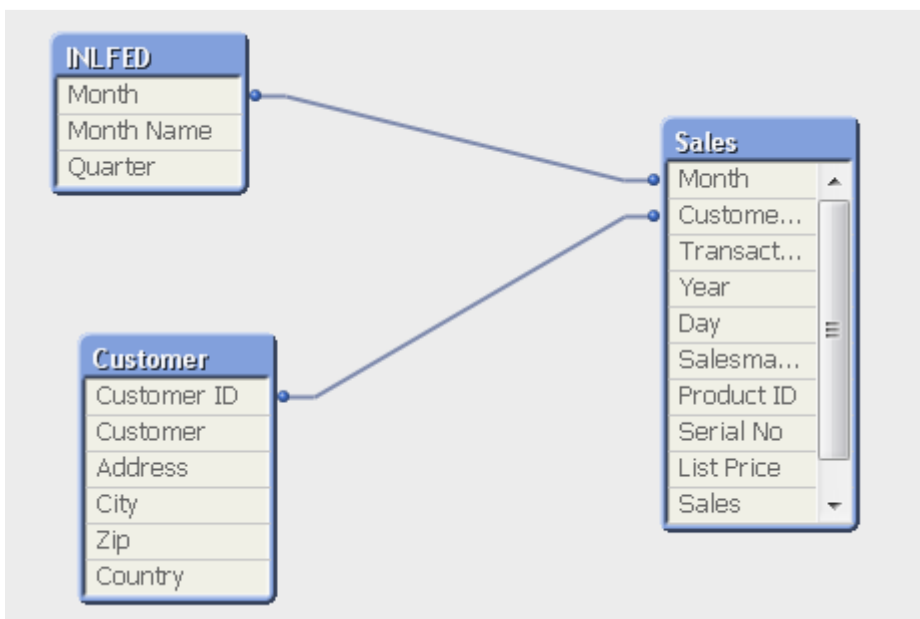 INLFED
Month
Month Name
Quarter
Sales
Month
Custome...
Transact...
Year
Day
Salesma...
Product ID
Serial No
List Price
Sales
Customer
Customer ID
Customer
Address
City
Zip
Country